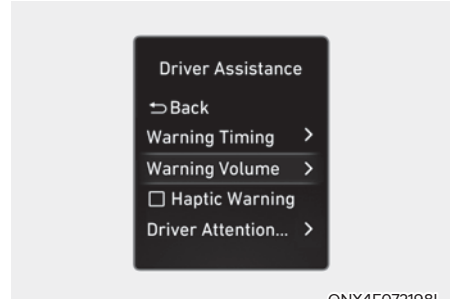 Driver Assistance
Back
Warning Timing >
Warning Volume >
Haptic Warning
Driver Attention... >